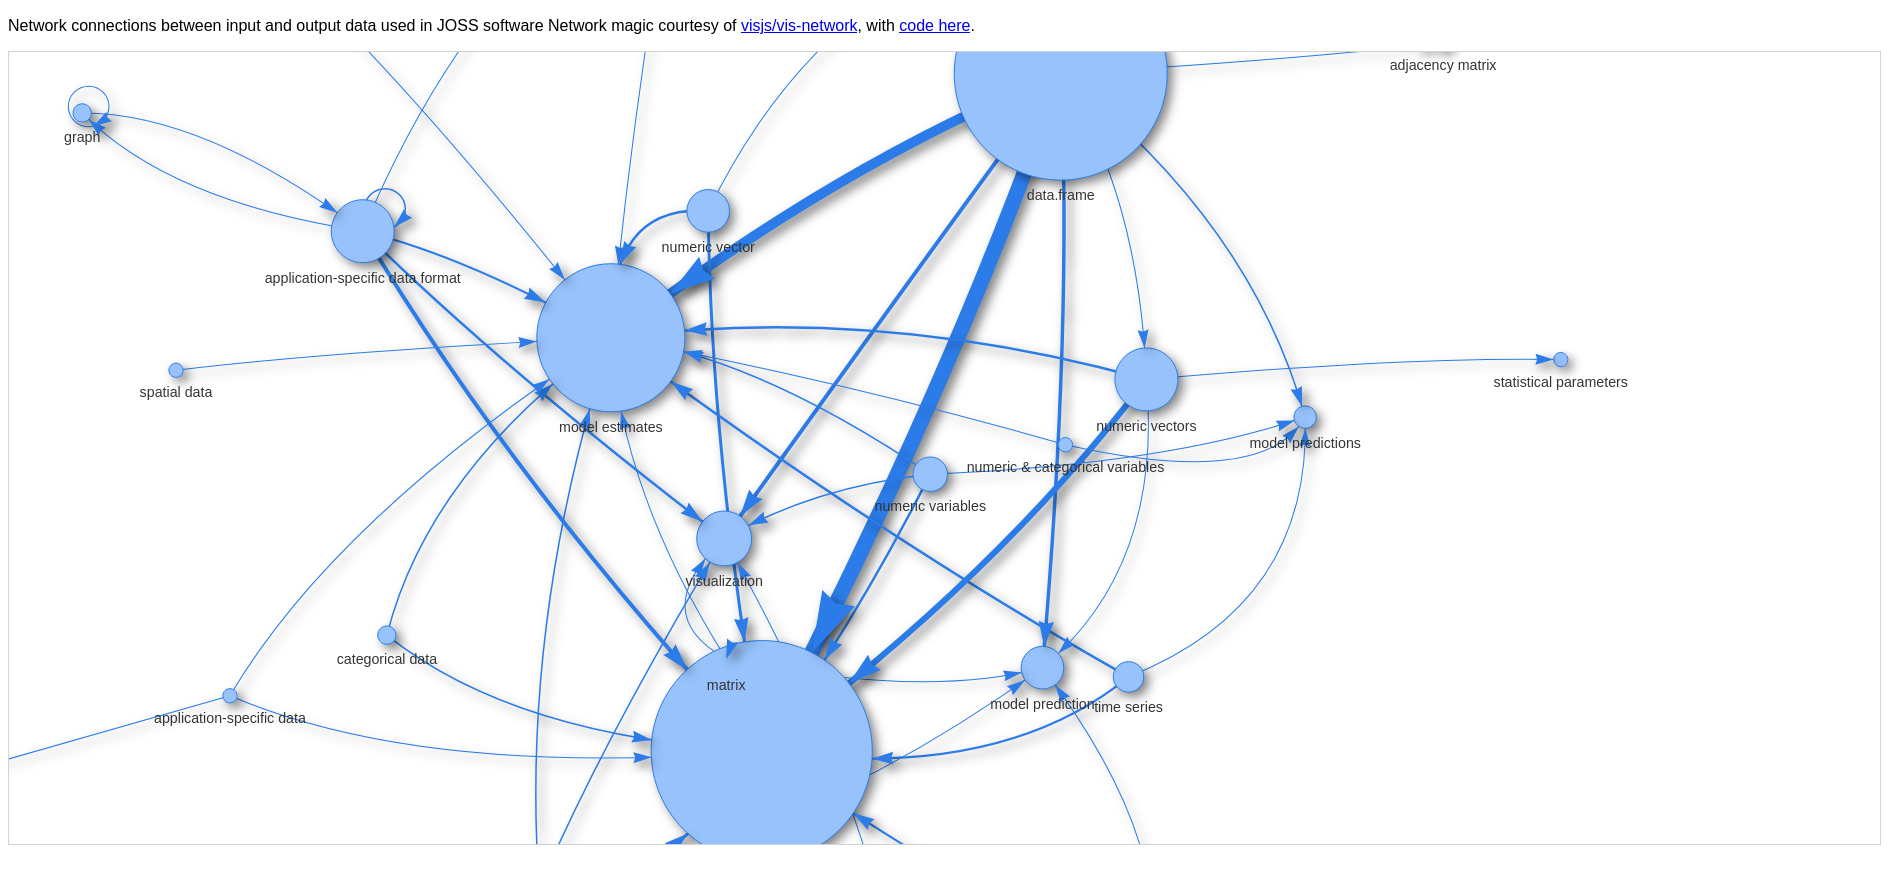 Network connections between input and output data used in JOSS software Network magic courtesy of visjs/vis-network, with code here.
adjacency matrix
graph
data.frame
numeric vector
application-specific data format
statistical parameters
spatial data
model estimates
numeric vectors
model predictions
numeric & categorical variables
numeric variables
visualization
categorical data
matrix
model prediction
time series
application-specific data